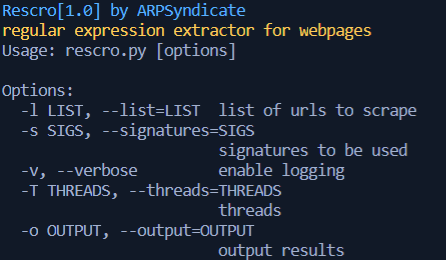 Rescro[1.0] by ARPSyndicate
regular expression extractor for webpages
Usage: rescro.py [options]

Options:
  -l LIST, --list=LIST  list of urls to scrape
  -s SIGS, --signatures=SIGS
                        signatures to be used
  -v, --verbose         enable logging
  -T THREADS, --threads=THREADS
                        threads
  -o OUTPUT, --output=OUTPUT
                        output results